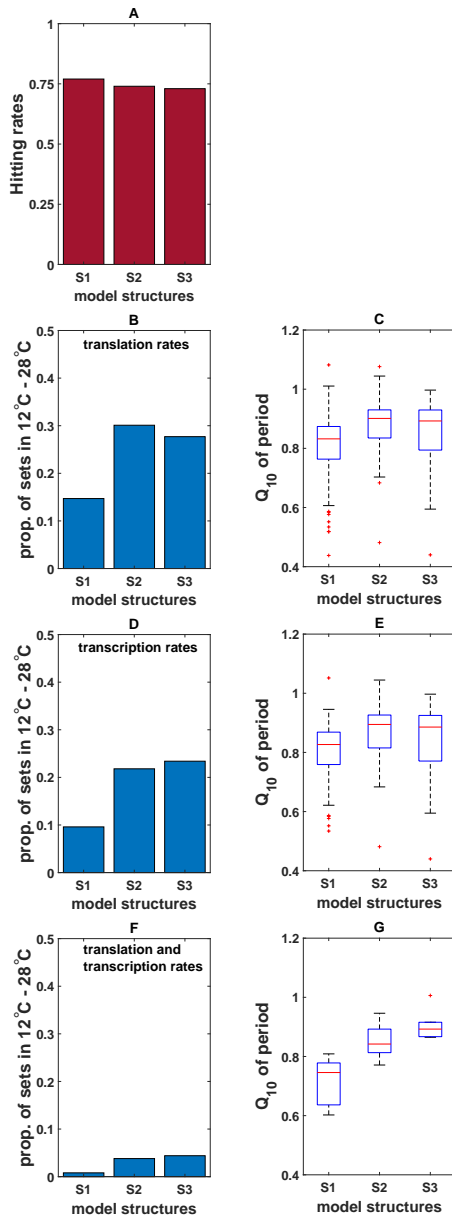 A
1
0.75
0.5
0.25
0
Hitting rates
S1 S2 S3
model structures
B
translation rates
0.5
0.4
0.3
0.2
0.1
0
prop. of sets in 12°C - 28°C
S1 S2 S3
model structures
C
1.2
1
0.8
0.6
0.4
Q10 of period
S1 S2 S3
model structures
D
transcription rates
0.5
0.4
0.3
0.2
0.1
0
prop. of sets in 12°C - 28°C
S1 S2 S3
model structures
E
1.2
1
0.8
0.6
0.4
Q10 of period
S1 S2 S3
model structures
F
translation and
transcription rates
0.5
0.4
0.3
0.2
0.1
0
prop. of sets in 12°C - 28°C
S1 S2 S3
model structures
G
1.2
1
0.8
0.6
0.4
Q10 of period
S1 S2 S3
model structures